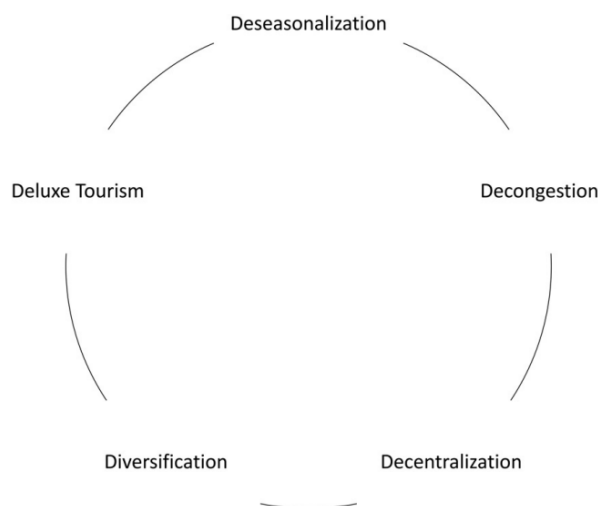 Deseasonalization
Deluxe Tourism
Decongestion
Diversification
Decentralization